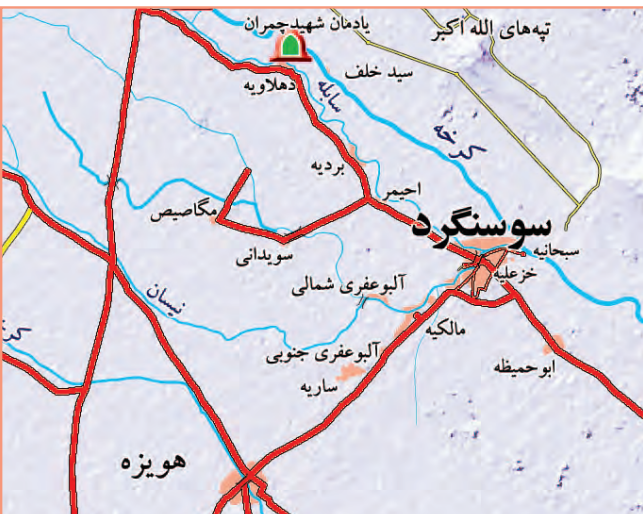 یادمان شهیدچمران
تپه‌های الله اکبر
سید خلف
دهلاویه
سابله
کرخه
بردیه
احیمر
مگاصیص
سوسنگرد
سویدانی
سبحانیه
خزعلیه
آلبوعفری شمالی
نیسان
مالکیه
کرخه
آلبوعفری جنوبی
ابوحمیظه
ساریه
هویزه